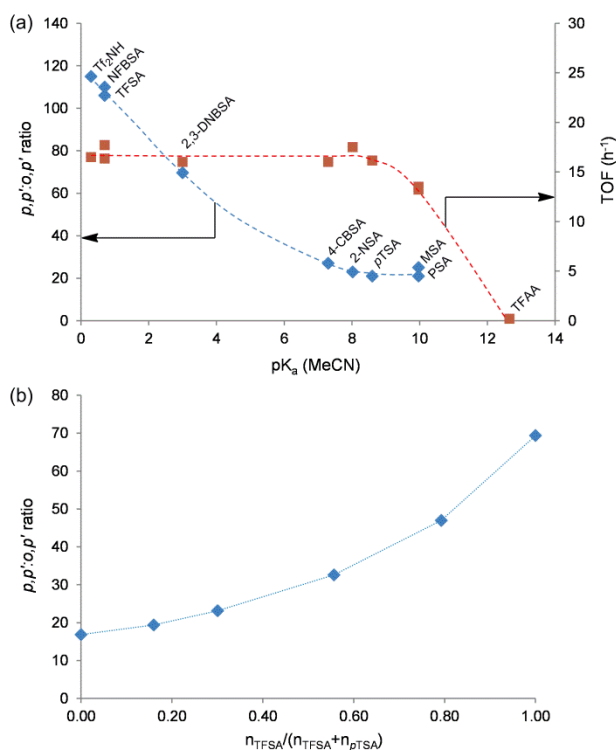 (a)
140
120
100
80
60
40
20
0
p,p′:o,p′ ratio
Tf₂NH
NFBSA
TFSA
2,3-DNBSA
4-CBSA
2-NSA
pTSA
MSA
PSA
TFAA
30
25
20
15
10
5
0
TOF (h⁻¹)
0 2 4 6 8 10 12 14
pKₐ (MeCN)
(b)
80
70
60
50
40
30
20
10
0
p,p′:o,p′ ratio
0.00 0.20 0.40 0.60 0.80 1.00
n_TFSA/(n_TFSA+n_pTSA)